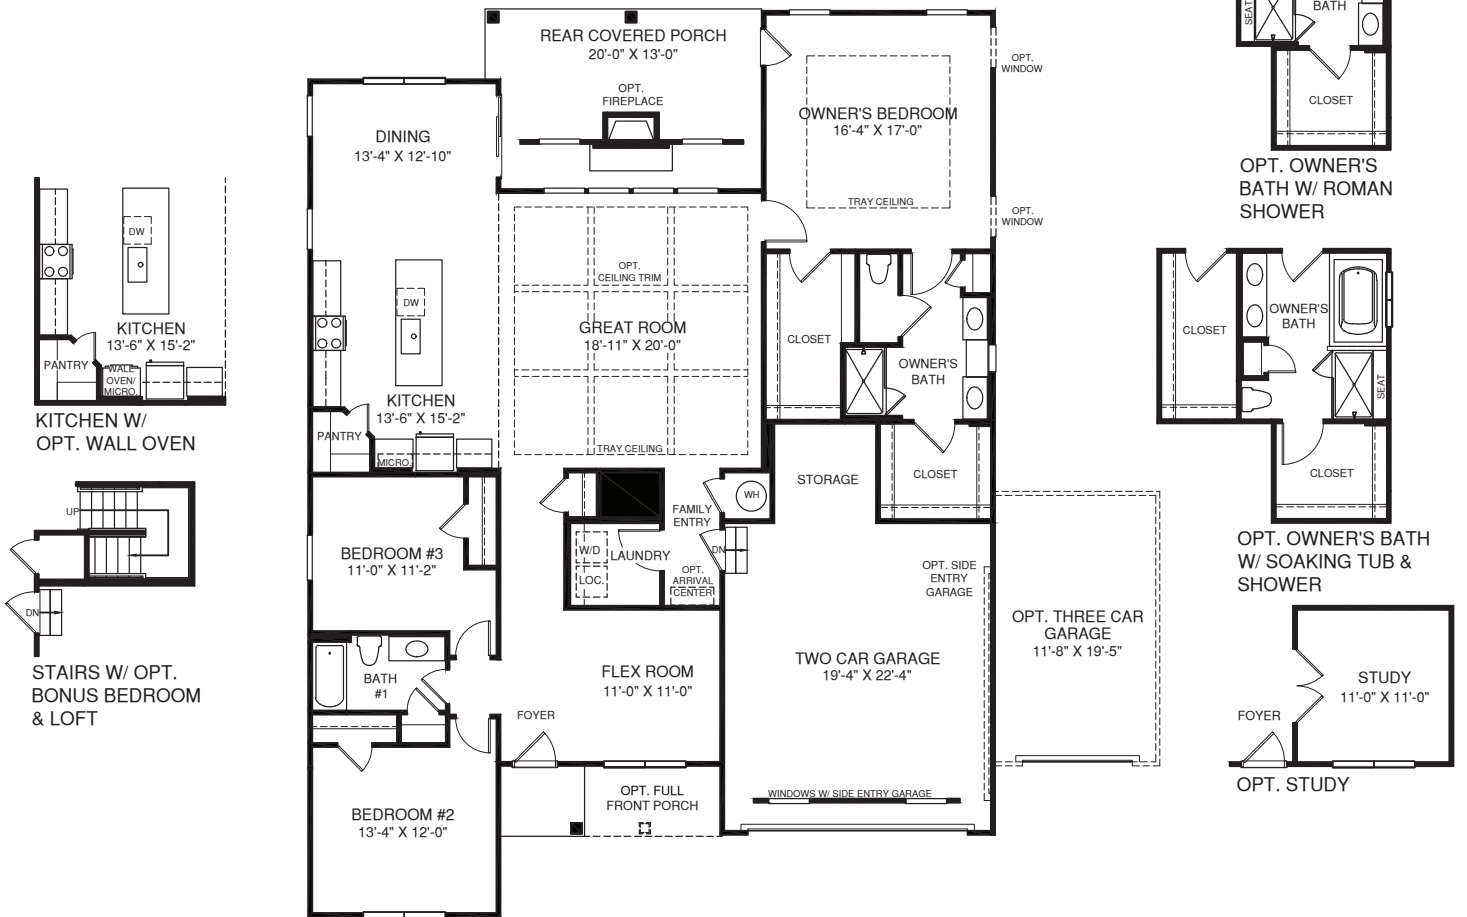 REAR COVERED PORCH
20'-0" X 13'-0"
OPT.
FIREPLACE
OWNER'S BEDROOM
16'-4" X 17'-0"
TRAY CEILING
OPT.
WINDOW
OPT.
WINDOW
DINING
13'-4" X 12'-10"
OPT.
CEILING TRIM
GREAT ROOM
18'-11" X 20'-0"
TRAY CEILING
DW
KITCHEN
13'-6" X 15'-2"
PANTRY
MICRO.
CLOSET
OWNER'S
BATH
CLOSET
STORAGE
WH
FAMILY
ENTRY
DN
W/D
LAUNDRY
LOC.
OPT.
ARRIVAL
CENTER
BEDROOM #3
11'-0" X 11'-2"
BATH
#1
FLEX ROOM
11'-0" X 11'-0"
FOYER
BEDROOM #2
13'-4" X 12'-0"
OPT. FULL
FRONT PORCH
OPT. SIDE
ENTRY
GARAGE
TWO CAR GARAGE
19'-4" X 22'-4"
WINDOWS W/ SIDE ENTRY GARAGE
OPT. THREE CAR
GARAGE
11'-8" X 19'-5"
DW
KITCHEN
13'-6" X 15'-2"
PANTRY
WALL
OVEN/
MICRO.
KITCHEN W/
OPT. WALL OVEN
UP
DN
STAIRS W/ OPT.
BONUS BEDROOM
& LOFT
SEAT
BATH
CLOSET
OPT. OWNER'S
BATH W/ ROMAN
SHOWER
CLOSET
OWNER'S
BATH
SEAT
CLOSET
OPT. OWNER'S BATH
W/ SOAKING TUB &
SHOWER
STUDY
11'-0" X 11'-0"
FOYER
OPT. STUDY